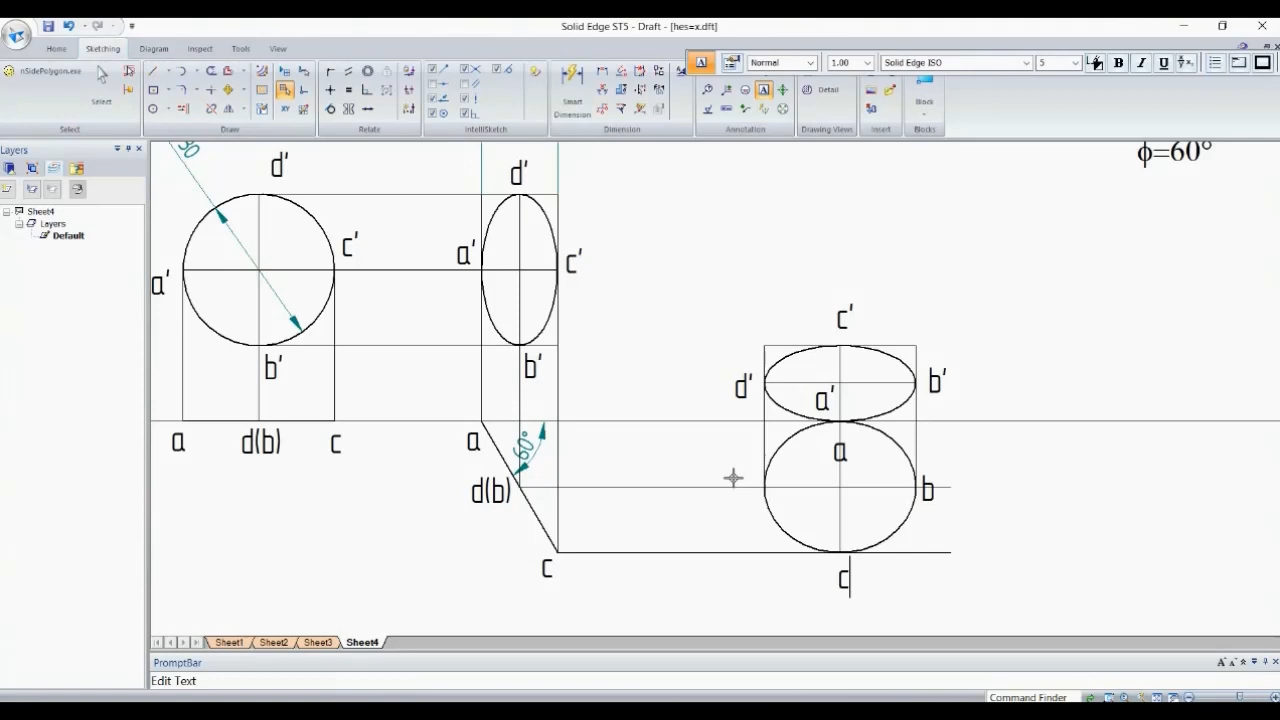 Solid Edge ST5 - Draft - [hes=x.dft]
Home Sketching Diagram Inspect Tools View
nSidePolygon.exe
Select
Smart
Dimension
Normal 1.00 Solid Edge ISO 5
B I U
Detail
Block
Select Draw Relate IntelliSketch Dimension Annotation Drawing Views Insert Blocks
Layers
Sheet4
Layers
Default
50
ϕ=60°
d' d'
c' a' c'
a'
b' b'
c'
d' a' b'
a d(b) c a 60° a
d(b) b
c c
Sheet1 Sheet2 Sheet3 Sheet4
PromptBar
Edit Text
Command Finder